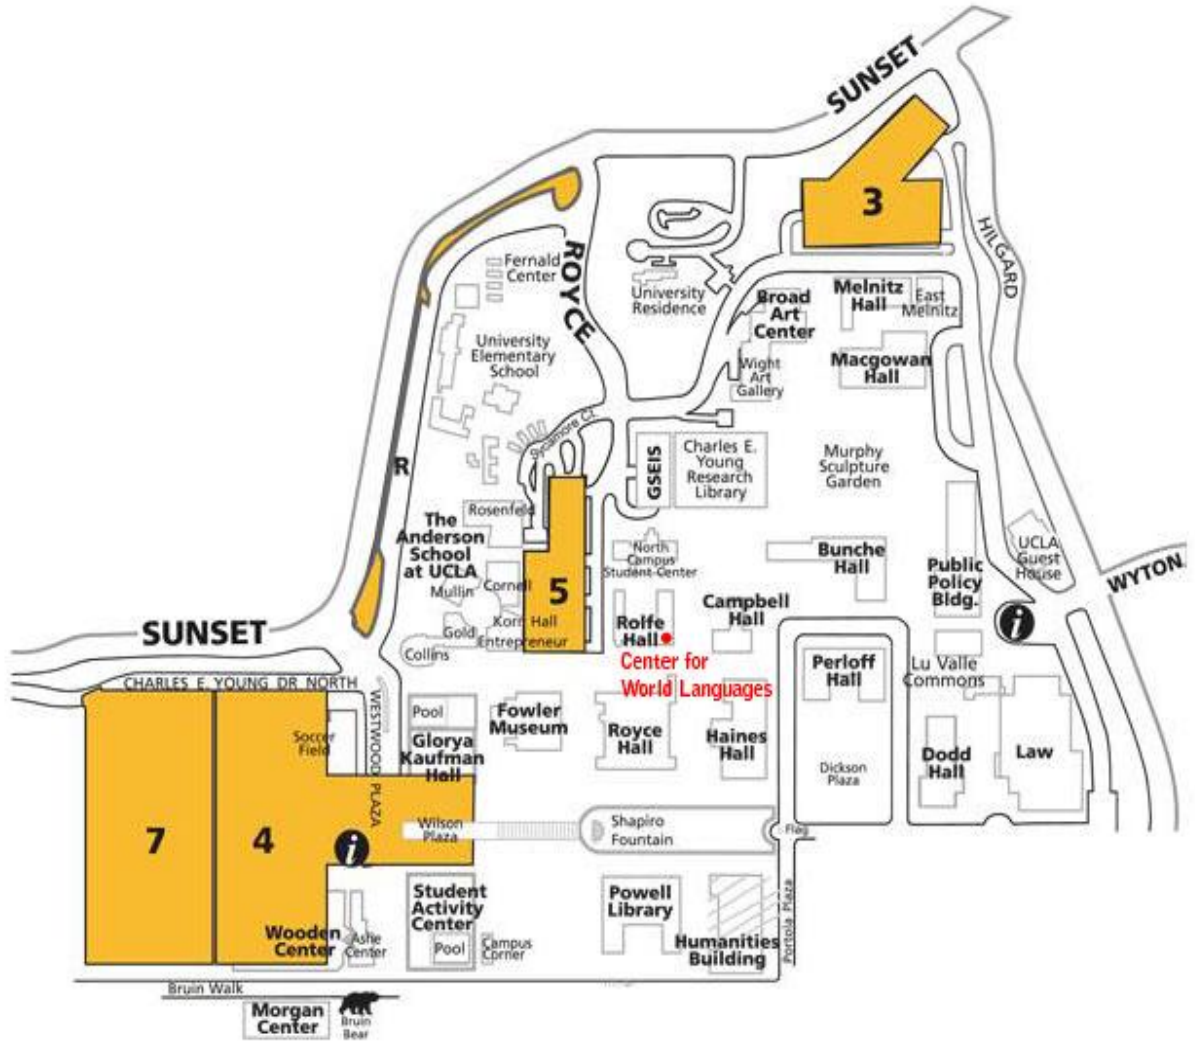 SUNSET
3
HILGARD
ROYCE
Fernald
Center
University
Residence
Broad
Art
Center
Melnitz
Hall
East
Melnitz
University
Elementary
School
Wight
Art
Gallery
Macgowan
Hall
Sycamore Ct.
R
GSEIS
Charles E.
Young
Research
Library
Murphy
Sculpture
Garden
The
Anderson
School
at UCLA
Rosenfeld
North
Campus
Student Center
Bunche
Hall
UCLA
Guest
House
Public
Policy
Bldg.
WYTON
Mullin
Cornell
5
Korn Hall
Gold
Entrepreneur
Collins
Rolfe
Hall
Campbell
Hall
i
SUNSET
Center for
World Languages
Perloff
Hall
Lu Valle
Commons
CHARLES E. YOUNG DR NORTH
WESTWOOD PLAZA
Pool
Fowler
Museum
Soccer
Field
Glorya
Kaufman
Hall
Royce
Hall
Haines
Hall
Dickson
Plaza
Dodd
Hall
Law
7
4
i
Wilson
Plaza
Shapiro
Fountain
Flag
Student
Activity
Center
Powell
Library
Portola Plaza
Wooden
Center
Ashe
Center
Pool
Campus
Corner
Humanities
Building
Bruin Walk
Morgan
Center
Bruin
Bear